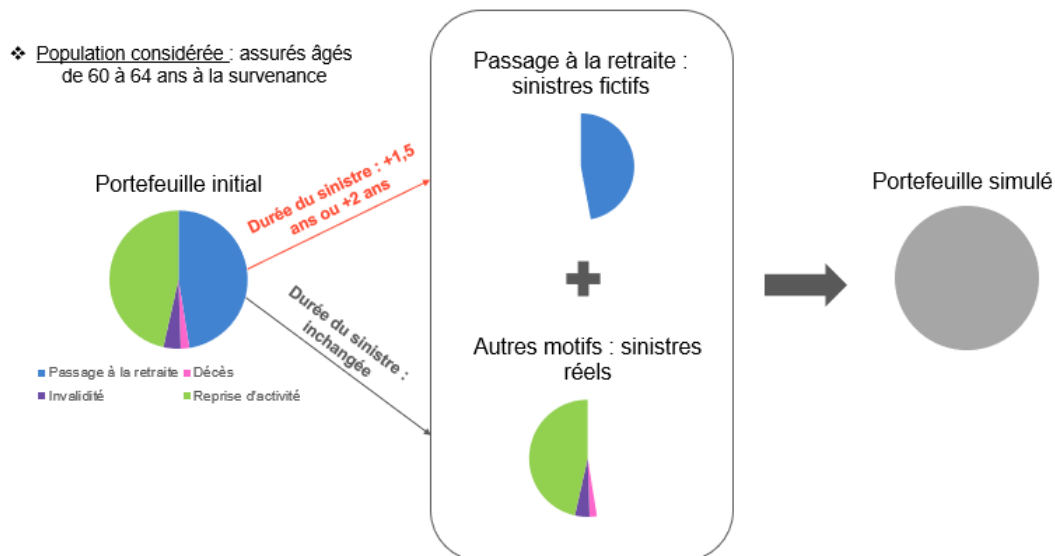 ❖ Population considérée : assurés âgés
de 60 à 64 ans à la survenance
Portefeuille initial
Passage à la retraite
Décès
Invalidité
Reprise d'activité
Durée du sinistre : +1,5
ans ou +2 ans
Durée du sinistre :
inchangée
Passage à la retraite :
sinistres fictifs
Autres motifs : sinistres
réels
Portefeuille simulé